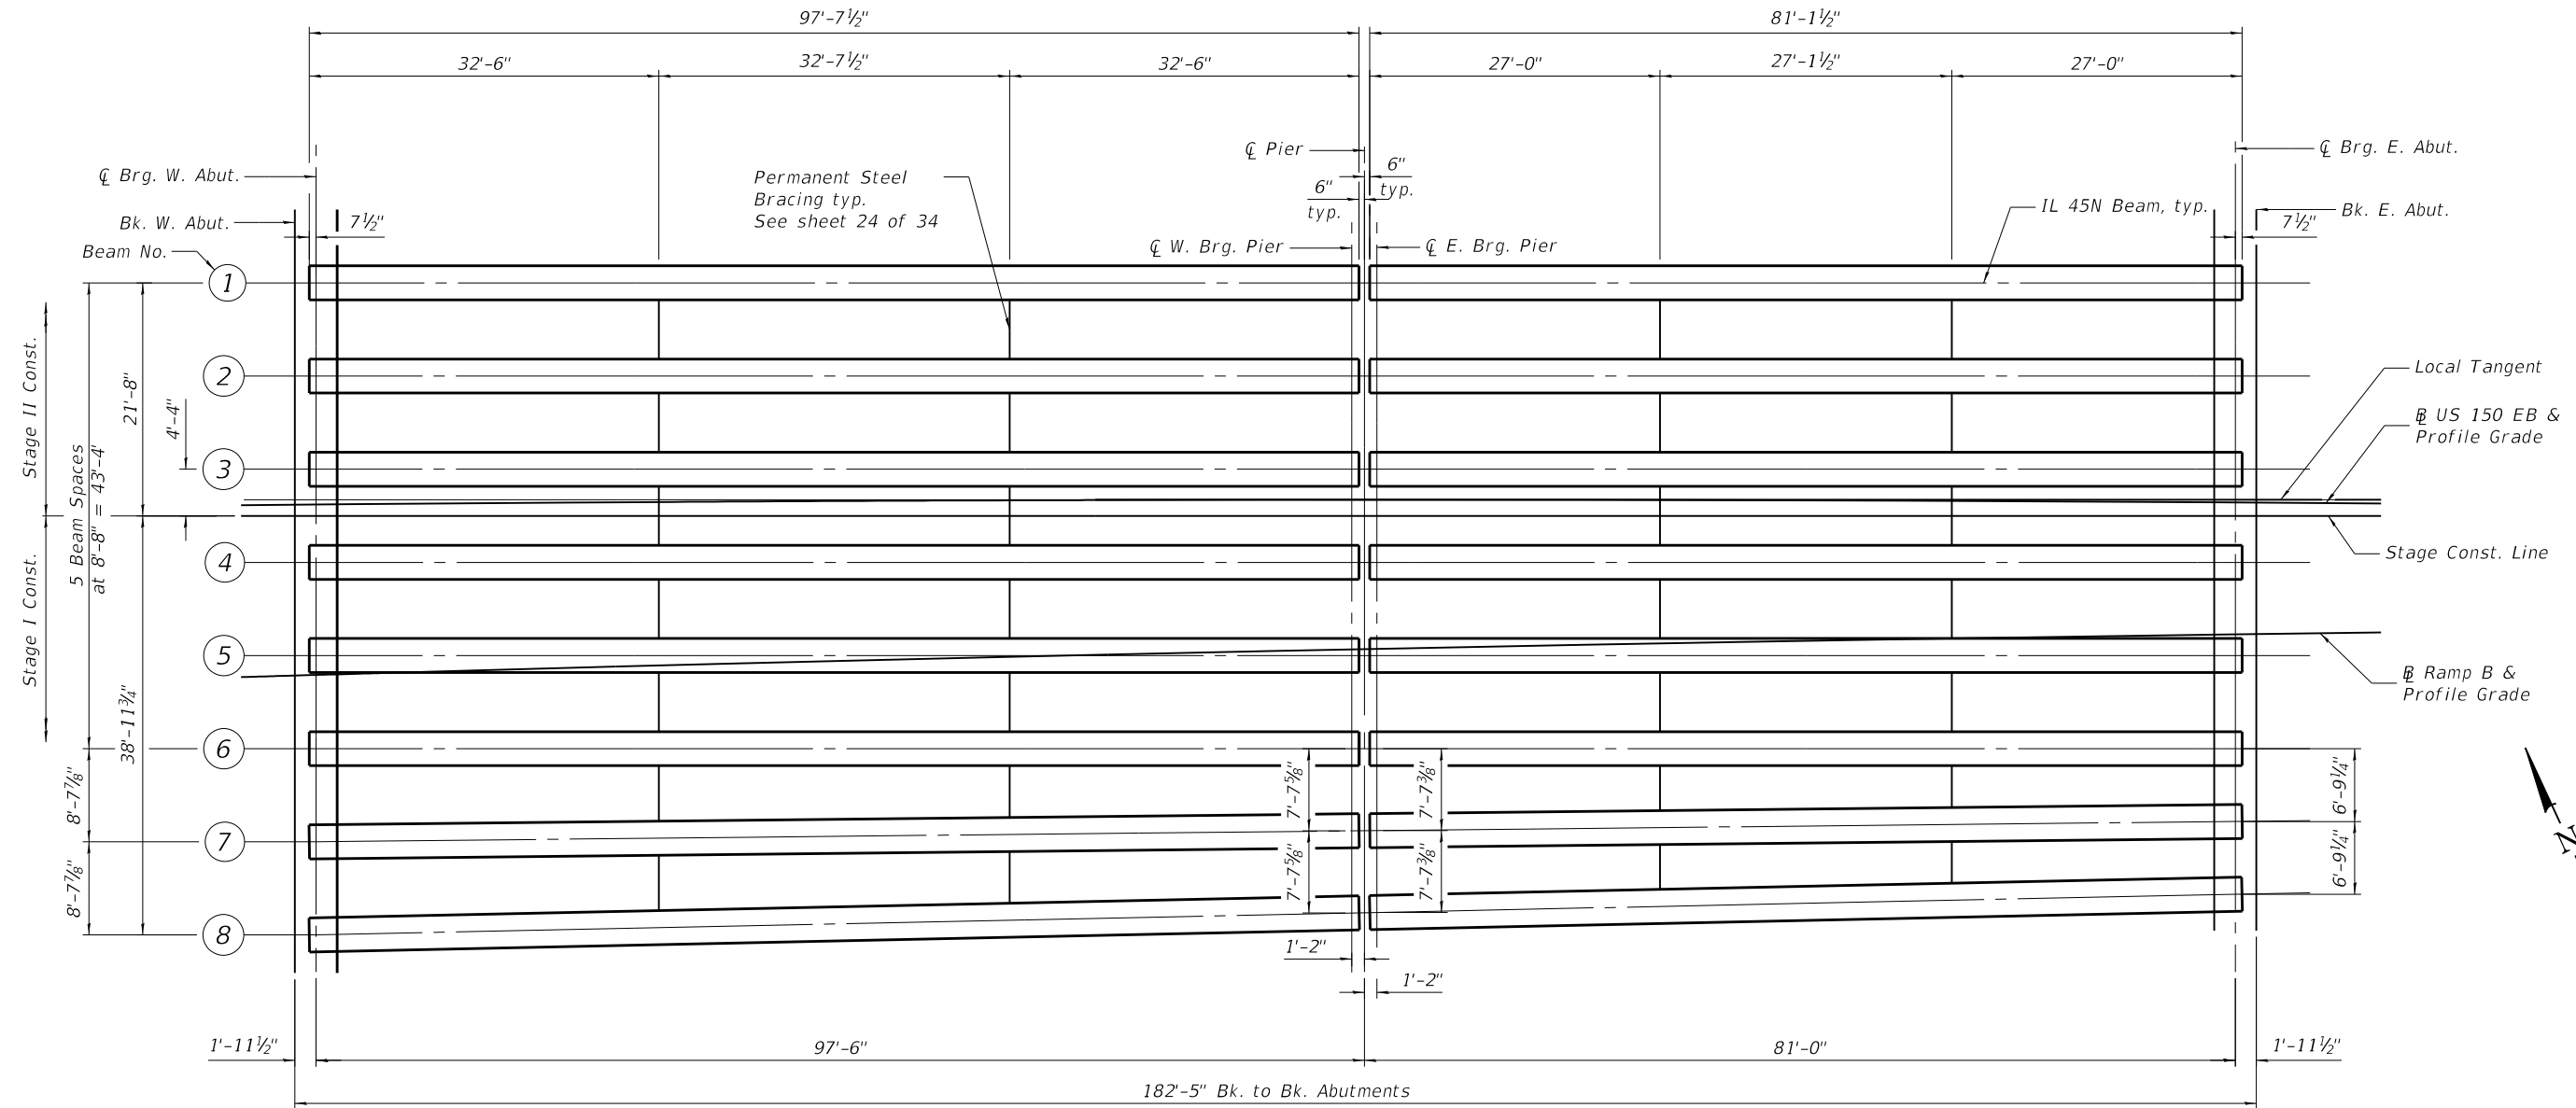 97'-7½"
81'-1½"
32'-6"
32'-7½"
32'-6"
27'-0"
27'-1½"
27'-0"
℄ Brg. W. Abut.
Bk. W. Abut.
Beam No.
7½"
Permanent Steel
Bracing typ.
See sheet 24 of 34
℄ Pier
6"
typ.
6"
typ.
℄ W. Brg. Pier
℄ E. Brg. Pier
IL 45N Beam, typ.
℄ Brg. E. Abut.
Bk. E. Abut.
7½"
1
2
3
4
5
6
7
8
Stage II Const.
Stage I Const.
5 Beam Spaces
at 8'-8" = 43'-4'
21'-8"
4'-4"
38'-11¾"
8'-7⅞"
8'-7⅞"
Local Tangent
⅊ US 150 EB &
Profile Grade
Stage Const. Line
⅊ Ramp B &
Profile Grade
7'-7⅝"
7'-7⅜"
7'-7⅝"
7'-7⅜"
6'-9¼"
6'-9¼"
N
1'-2"
1'-2"
1'-11½"
97'-6"
81'-0"
1'-11½"
182'-5" Bk. to Bk. Abutments